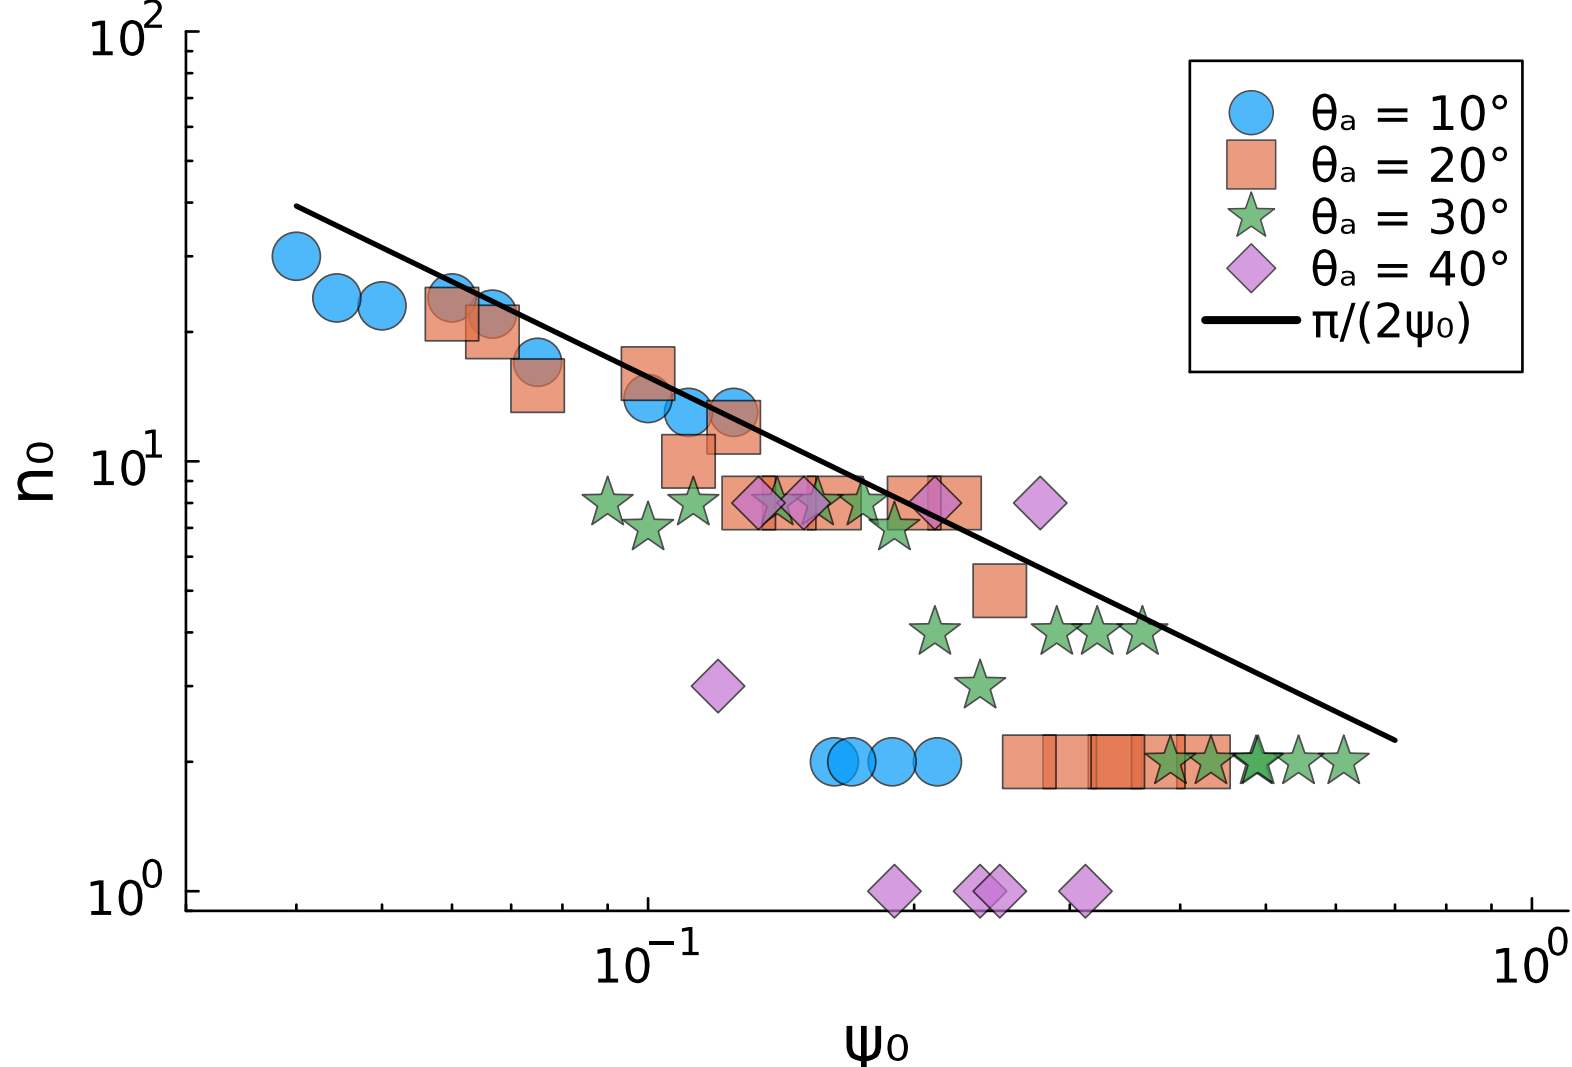 10²
θₐ = 10°
θₐ = 20°
θₐ = 30°
θₐ = 40°
π/(2ψ₀)
n₀
10¹
10⁰
10⁻¹
10⁰
ψ₀